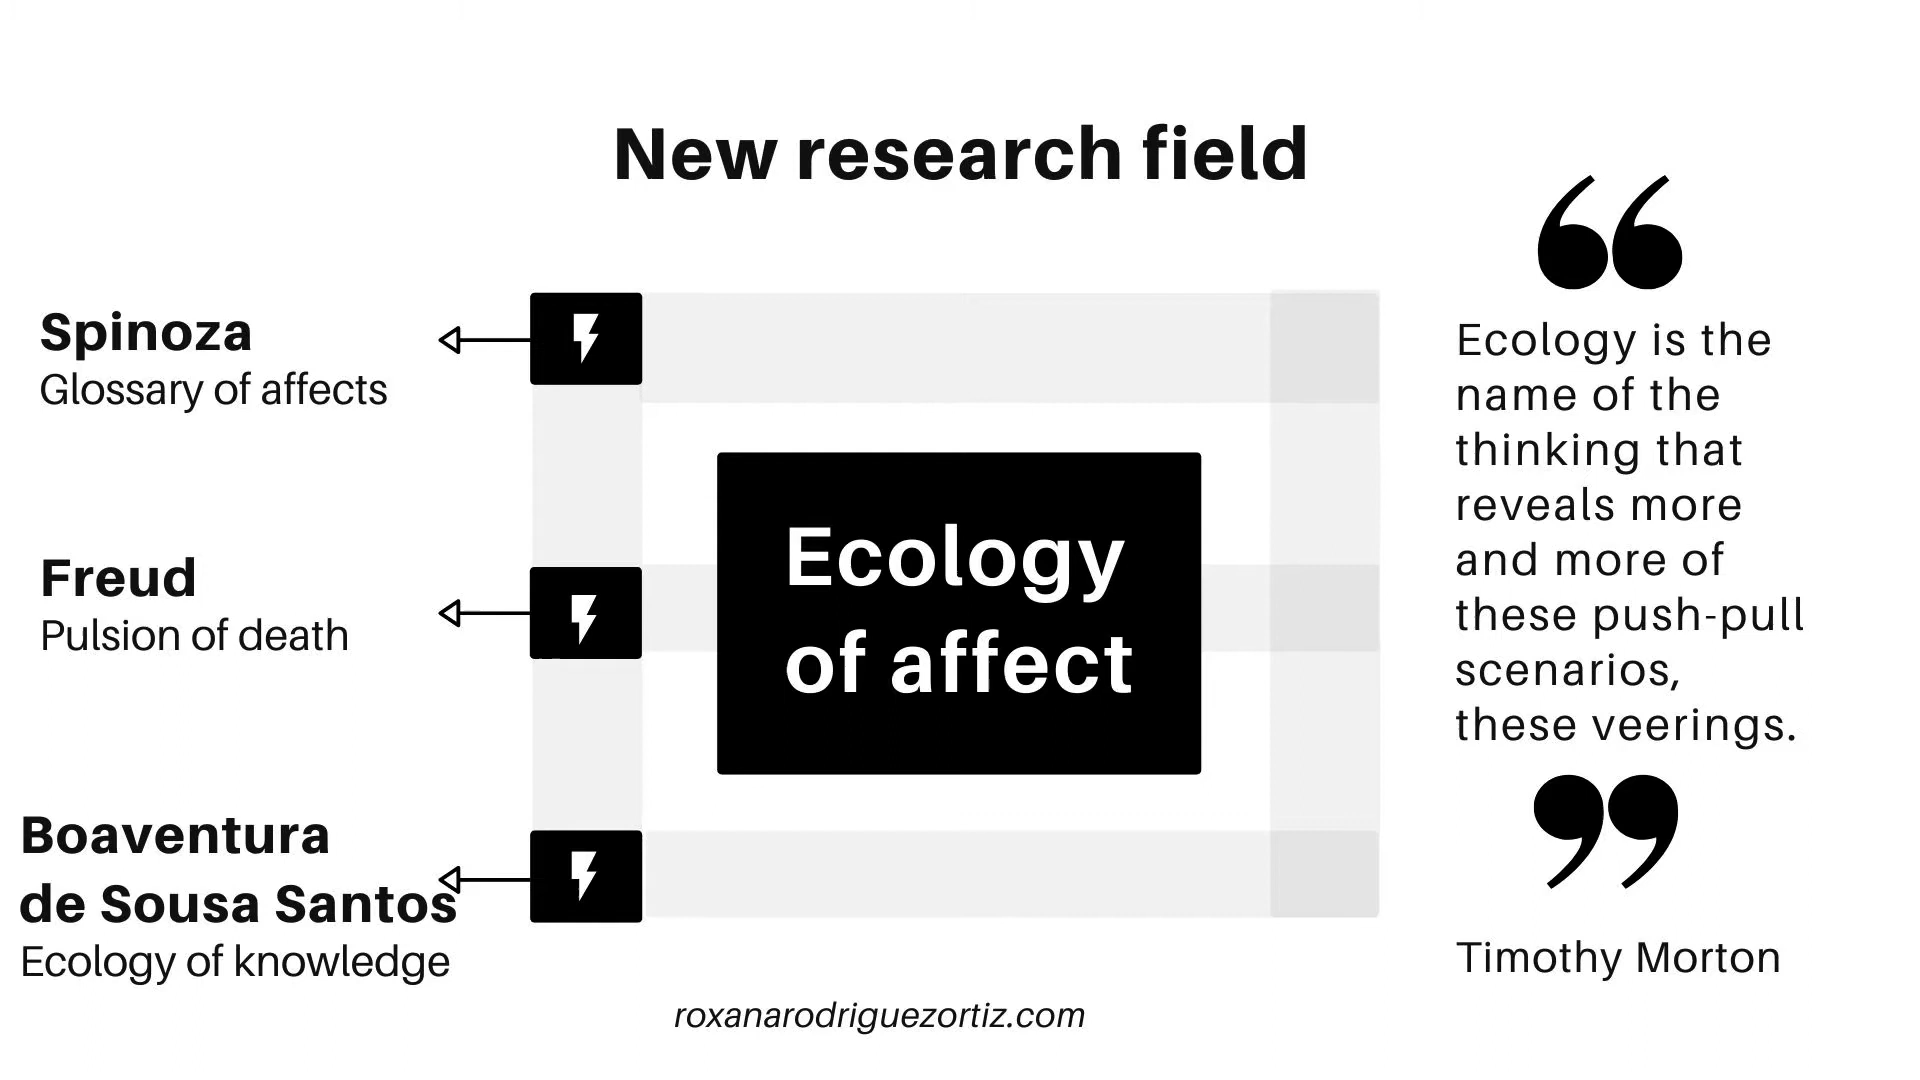 New research field
Spinoza
Glossary of affects
Freud
Pulsion of death
Boaventura
de Sousa Santos
Ecology of knowledge
Ecology
of affect
Ecology is the
name of the
thinking that
reveals more
and more of
these push-pull
scenarios,
these veerings.
Timothy Morton
roxanarodriguezortiz.com